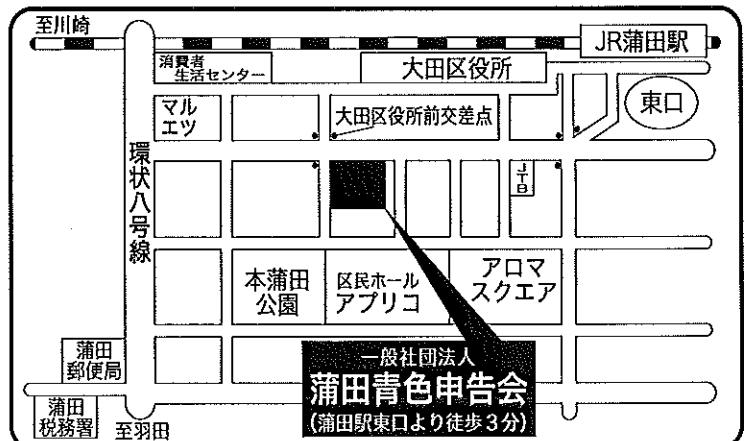 至川崎
JR蒲田駅
消費者
生活センター
大田区役所
東口
マル
エツ
大田区役所前交差点
環状八号線
JTB
本蒲田
公園
区民ホール
アプリコ
アロマ
スクエア
蒲田
郵便局
一般社団法人
蒲田青色申告会
(蒲田駅東口より徒歩3分)
蒲田
税務署
至羽田